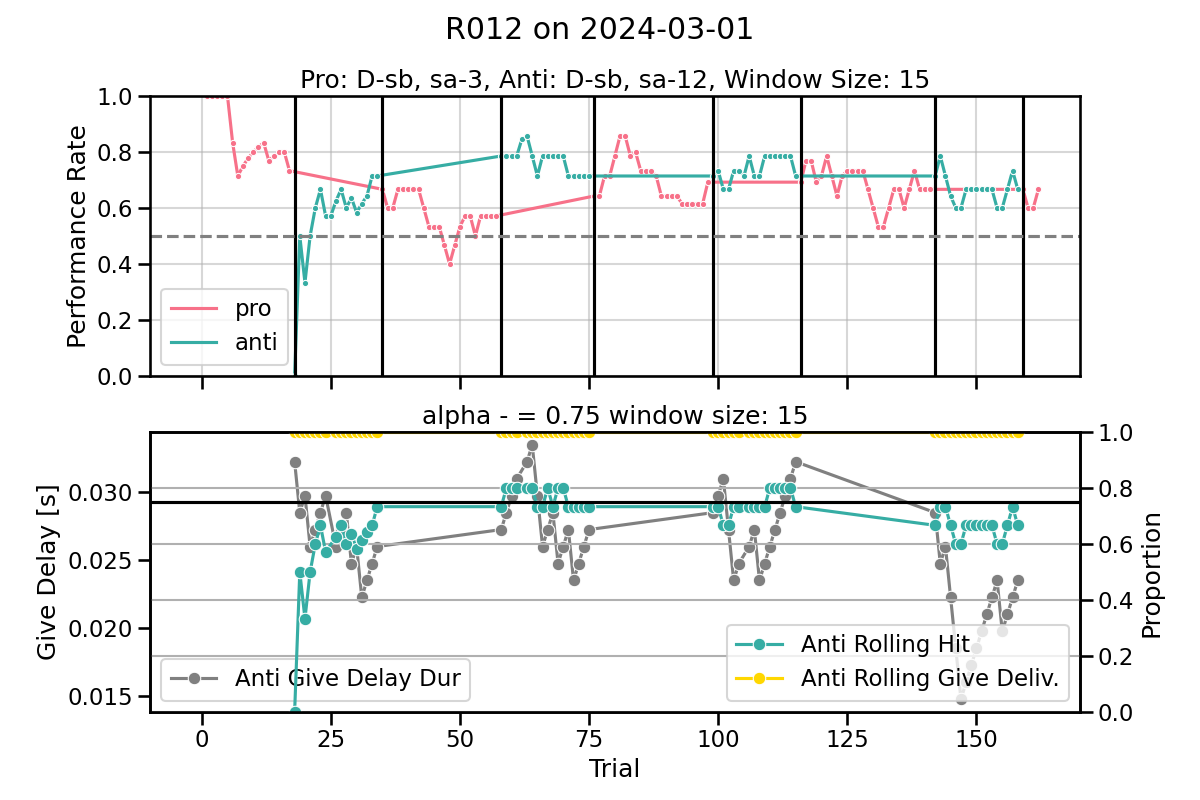 R012 on 2024-03-01
Pro: D-sb, sa-3, Anti: D-sb, sa-12, Window Size: 15
Performance Rate
1.0
0.8
0.6
0.4
0.2
0.0
pro
anti
alpha - = 0.75 window size: 15
Give Delay [s]
0.030
0.025
0.020
0.015
Anti Give Delay Dur
Anti Rolling Hit
Anti Rolling Give Deliv.
1.0
0.8
0.6
0.4
0.2
0.0
Proportion
0 25 50 75 100 125 150
Trial